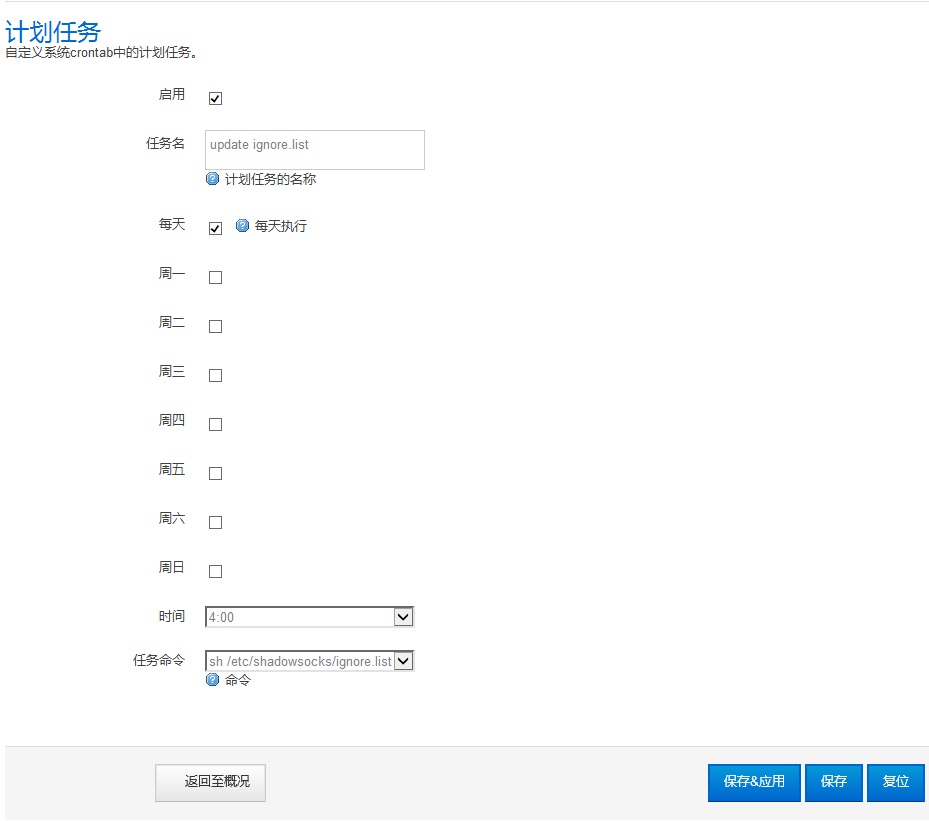 计划任务
自定义系统crontab中的计划任务。
启用
任务名
update ignore.list
计划任务的名称
每天
每天执行
周一
周二
周三
周四
周五
周六
周日
时间
4:00
任务命令
sh /etc/shadowsocks/ignore.list
命令
返回至概况
保存&应用
保存
复位